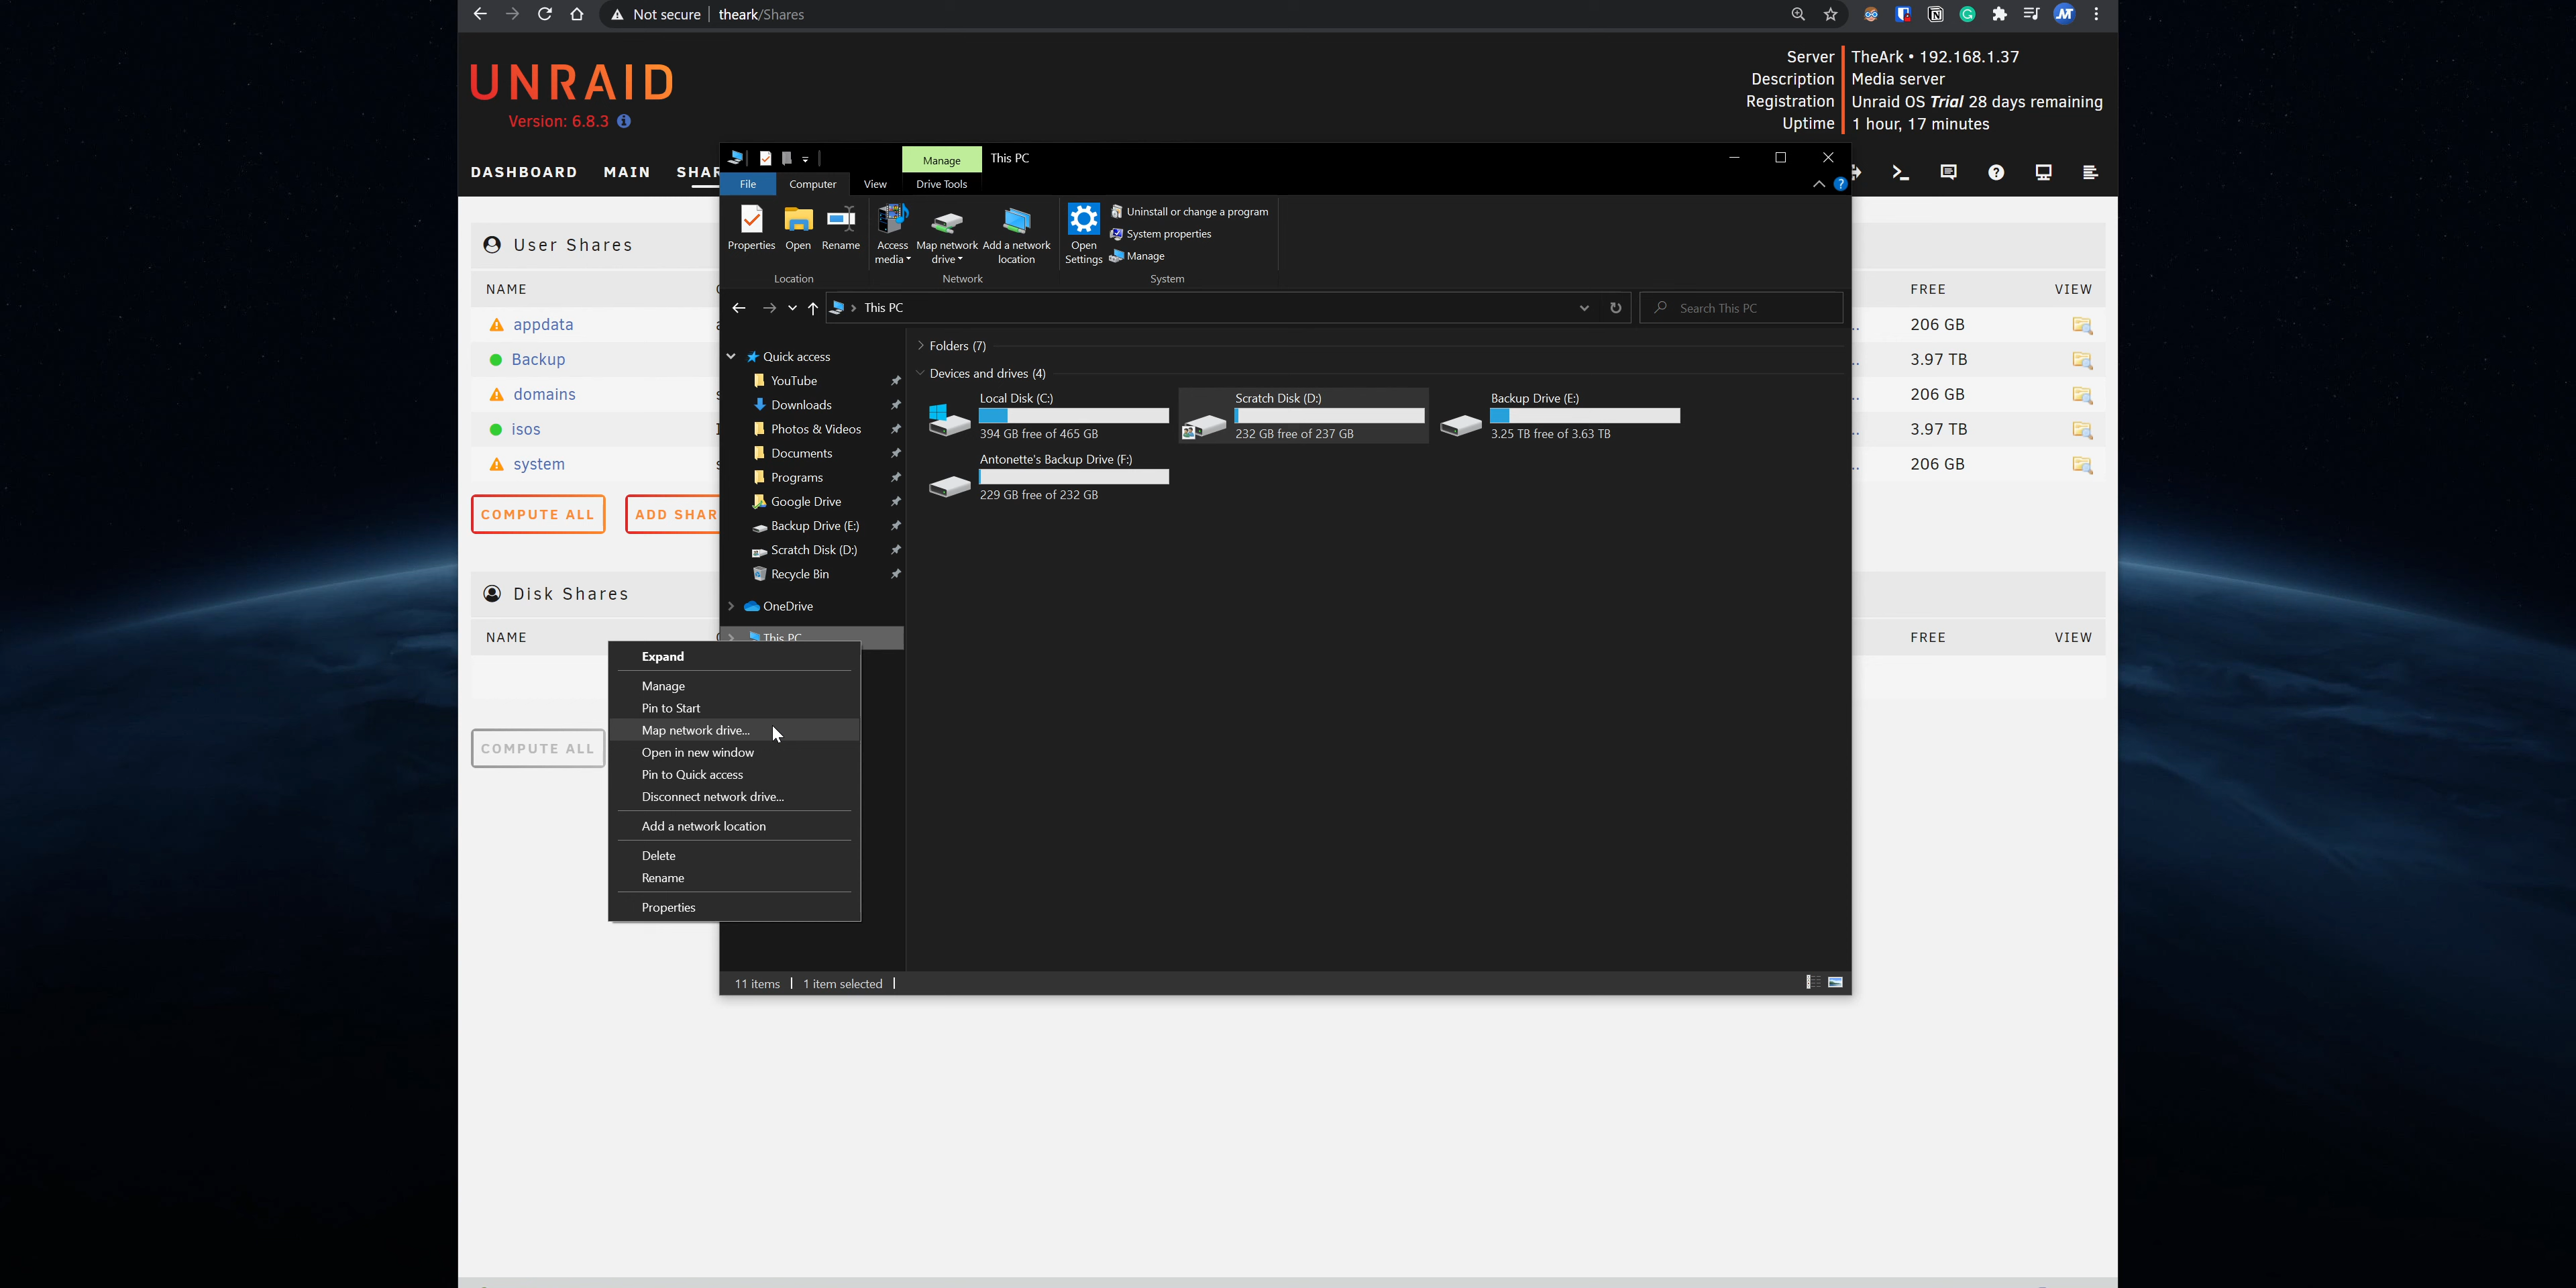 Not secure theark/Shares
UNRAID
Version: 6.8.3
Server TheArk • 192.168.1.37
Description Media server
Registration Unraid OS Trial 28 days remaining
Uptime 1 hour, 17 minutes
DASHBOARD MAIN SHAR
User Shares
NAME
FREE VIEW
appdata
206 GB
Backup
3.97 TB
domains
206 GB
isos
3.97 TB
system
206 GB
COMPUTE ALL ADD SHAR
Disk Shares
NAME
FREE VIEW
COMPUTE ALL
Manage This PC
File Computer View Drive Tools
Properties Open Rename
Access media
Map network drive
Add a network location
Open Settings
Uninstall or change a program
System properties
Manage
Location Network System
This PC
Search This PC
Quick access
YouTube
Downloads
Photos & Videos
Documents
Programs
Google Drive
Backup Drive (E:)
Scratch Disk (D:)
Recycle Bin
OneDrive
This PC
Folders (7)
Devices and drives (4)
Local Disk (C:)
394 GB free of 465 GB
Scratch Disk (D:)
232 GB free of 237 GB
Backup Drive (E:)
3.25 TB free of 3.63 TB
Antonette's Backup Drive (F:)
229 GB free of 232 GB
Expand
Manage
Pin to Start
Map network drive...
Open in new window
Pin to Quick access
Disconnect network drive...
Add a network location
Delete
Rename
Properties
11 items 1 item selected